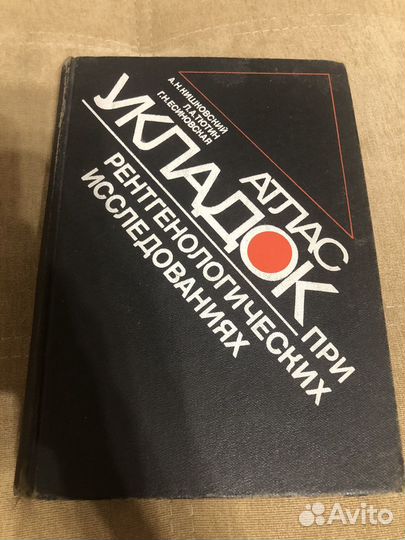 А.Н.КИШКОВСКИЙ
Л.А.ТЮТИН
Г.Н.ЕСИНОВСКАЯ
АТЛАС
УКЛАДОК
ПРИ
РЕНТГЕНОЛОГИЧЕСКИХ
ИССЛЕДОВАНИЯХ
Avito